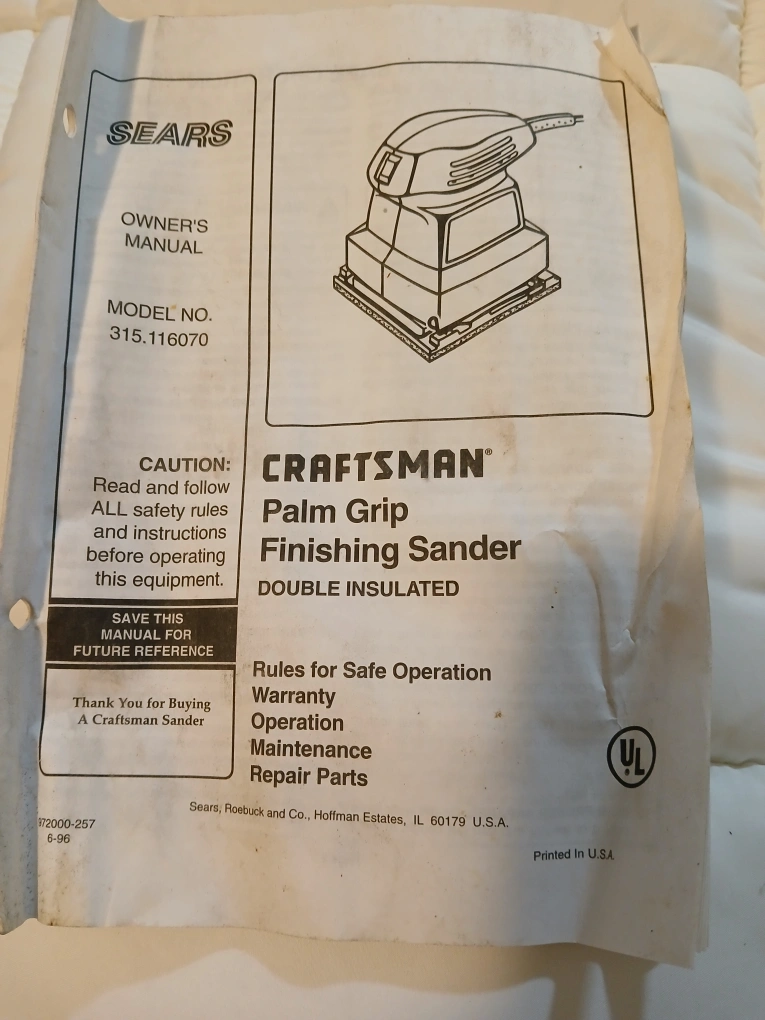 SEARS
OWNER'S
MANUAL
MODEL NO.
315.116070
CAUTION:
Read and follow
ALL safety rules
and instructions
before operating
this equipment.
SAVE THIS
MANUAL FOR
FUTURE REFERENCE
Thank You for Buying
A Craftsman Sander
CRAFTSMAN®
Palm Grip
Finishing Sander
DOUBLE INSULATED
Rules for Safe Operation
Warranty
Operation
Maintenance
Repair Parts
UL
®
Sears, Roebuck and Co., Hoffman Estates, IL 60179 U.S.A.
972000-257
6-96
Printed In U.S.A.